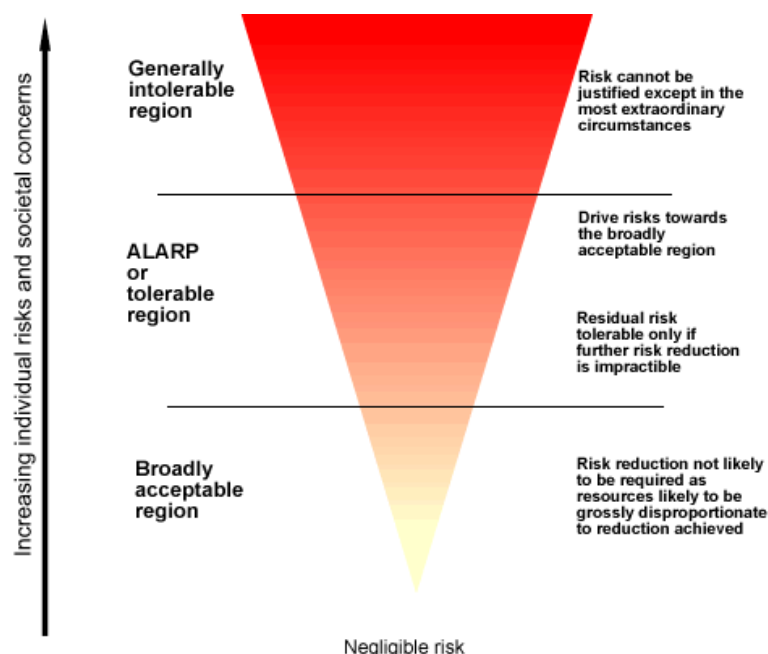 Increasing individual risks and societal concerns
Generally
intolerable
region
Risk cannot be
justified except in the
most extraordinary
circumstances
ALARP
or
tolerable
region
Drive risks towards
the broadly
acceptable region
Residual risk
tolerable only if
further risk reduction
is impractible
Broadly
acceptable
region
Risk reduction not likely
to be required as
resources likely to be
grossly disproportionate
to reduction achieved
Negligible risk